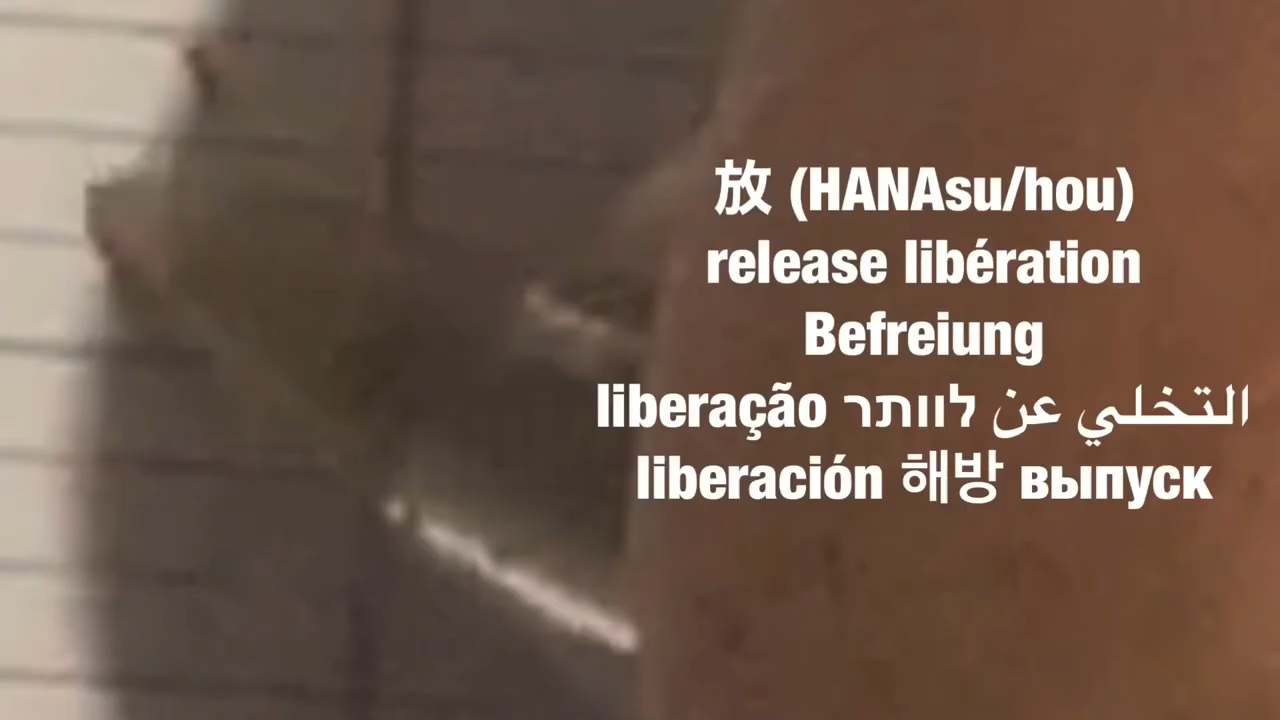 放 (HANAsu/hou)
release libération
Befreiung
liberação לוותר التخلي عن
liberación 해방 выпуск